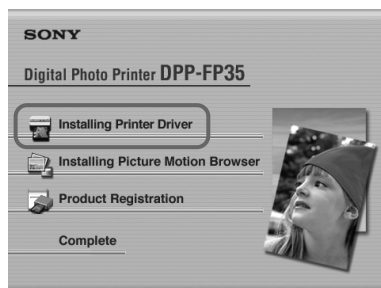 SONY
Digital Photo Printer DPP-FP35
Installing Printer Driver
Installing Picture Motion Browser
Product Registration
Complete